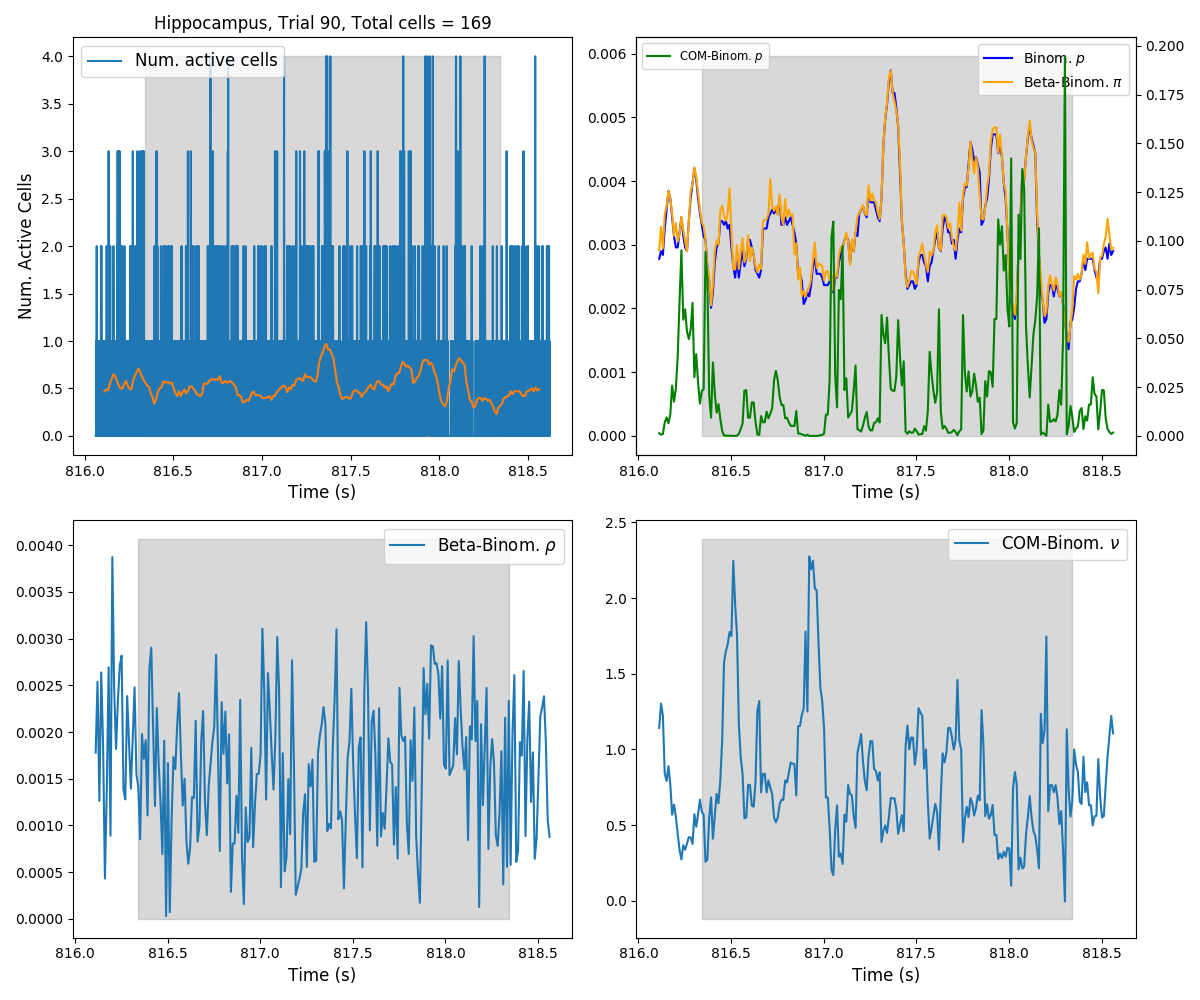 Hippocampus, Trial 90, Total cells = 169
Num. active cells
4.0
3.5
3.0
2.5
2.0
1.5
1.0
0.5
0.0
Num. Active Cells
816.0 816.5 817.0 817.5 818.0 818.5
Time (s)
COM-Binom. p
Binom. p
Beta-Binom. π
0.006
0.005
0.004
0.003
0.002
0.001
0.000
0.200
0.175
0.150
0.125
0.100
0.075
0.050
0.025
0.000
816.0 816.5 817.0 817.5 818.0 818.5
Time (s)
Beta-Binom. ρ
0.0040
0.0035
0.0030
0.0025
0.0020
0.0015
0.0010
0.0005
0.0000
816.0 816.5 817.0 817.5 818.0 818.5
Time (s)
COM-Binom. ν
2.5
2.0
1.5
1.0
0.5
0.0
816.0 816.5 817.0 817.5 818.0 818.5
Time (s)